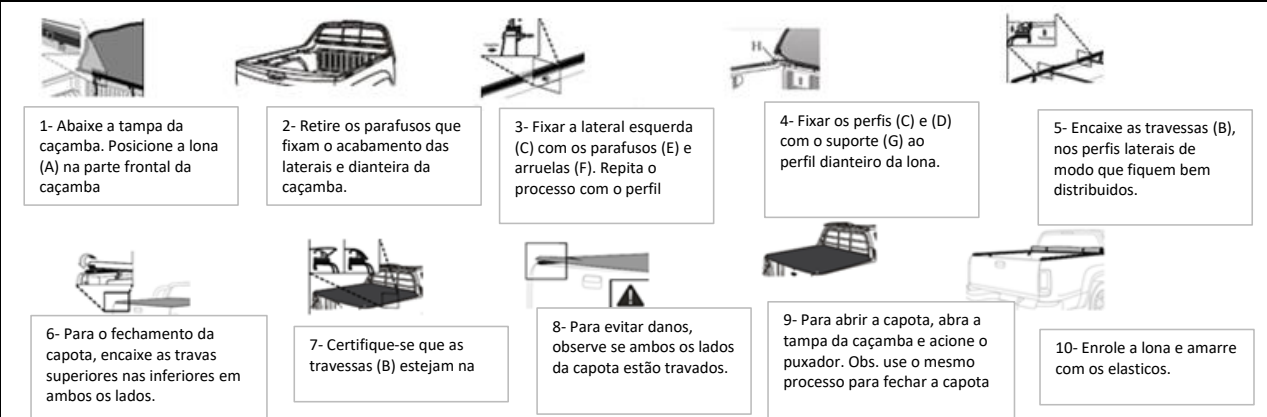 1- Abaixe a tampa da
caçamba. Posicione a lona
(A) na parte frontal da
caçamba
2- Retire os parafusos que
fixam o acabamento das
laterais e dianteira da
caçamba.
3- Fixar a lateral esquerda
(C) com os parafusos (E) e
arruelas (F). Repita o
processo com o perfil
H
D
4- Fixar os perfis (C) e (D)
com o suporte (G) ao
perfil dianteiro da lona.
5- Encaixe as travessas (B),
nos perfis laterais de
modo que fiquem bem
distribuidos.
6- Para o fechamento da
capota, encaixe as travas
superiores nas inferiores em
ambos os lados.
7- Certifique-se que as
travessas (B) estejam na
8- Para evitar danos,
observe se ambos os lados
da capota estão travados.
9- Para abrir a capota, abra a
tampa da caçamba e acione o
puxador. Obs. use o mesmo
processo para fechar a capota
10- Enrole a lona e amarre
com os elasticos.